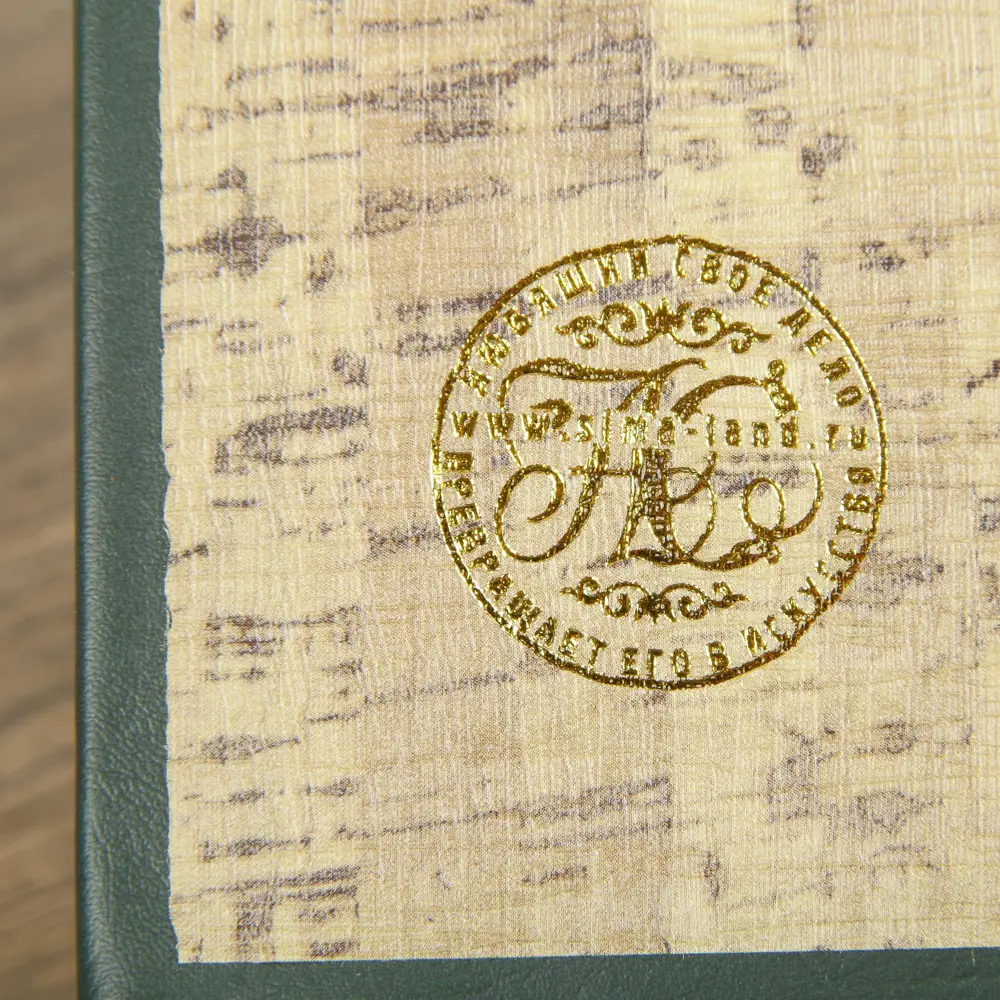 ЛЮБЯЩИЙ СВОЕ ДЕЛО
www.sima-land.ru
ПРЕВРАЩАЕТ ЕГО В ИСКУССТВО